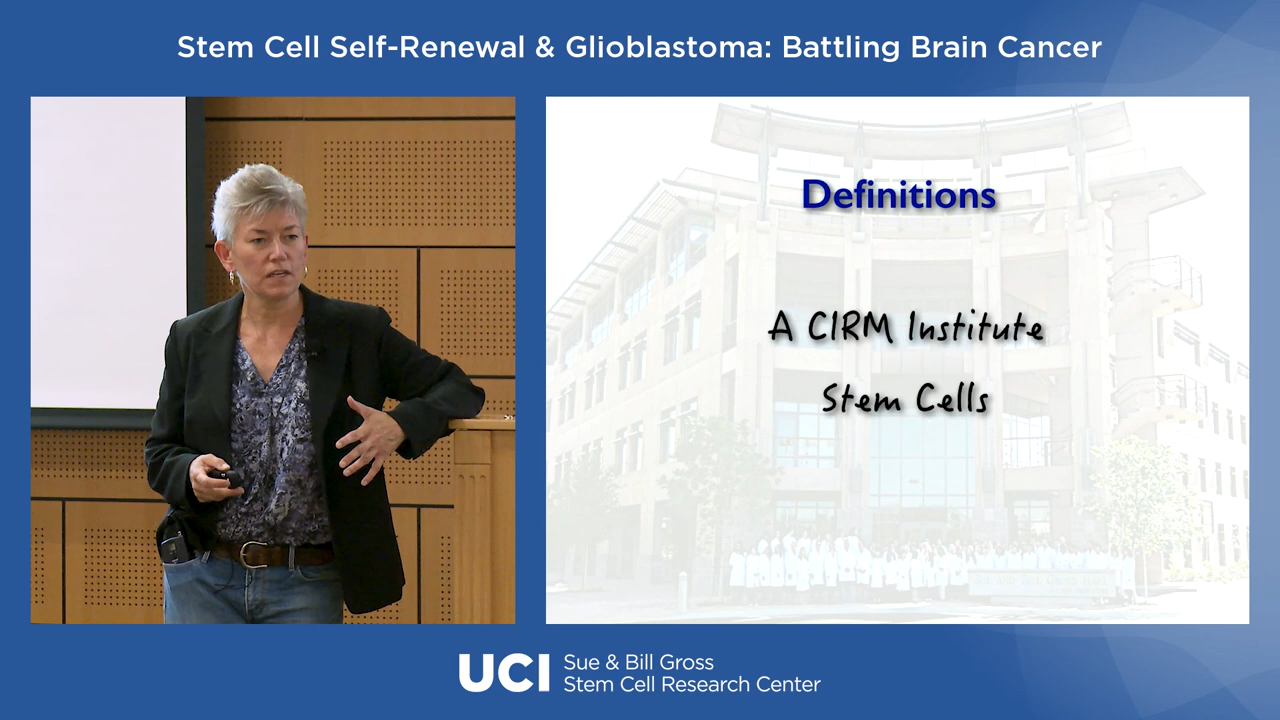 Stem Cell Self-Renewal & Glioblastoma: Battling Brain Cancer
Definitions
A CIRM Institute
Stem Cells
UCI
Sue & Bill Gross
Stem Cell Research Center